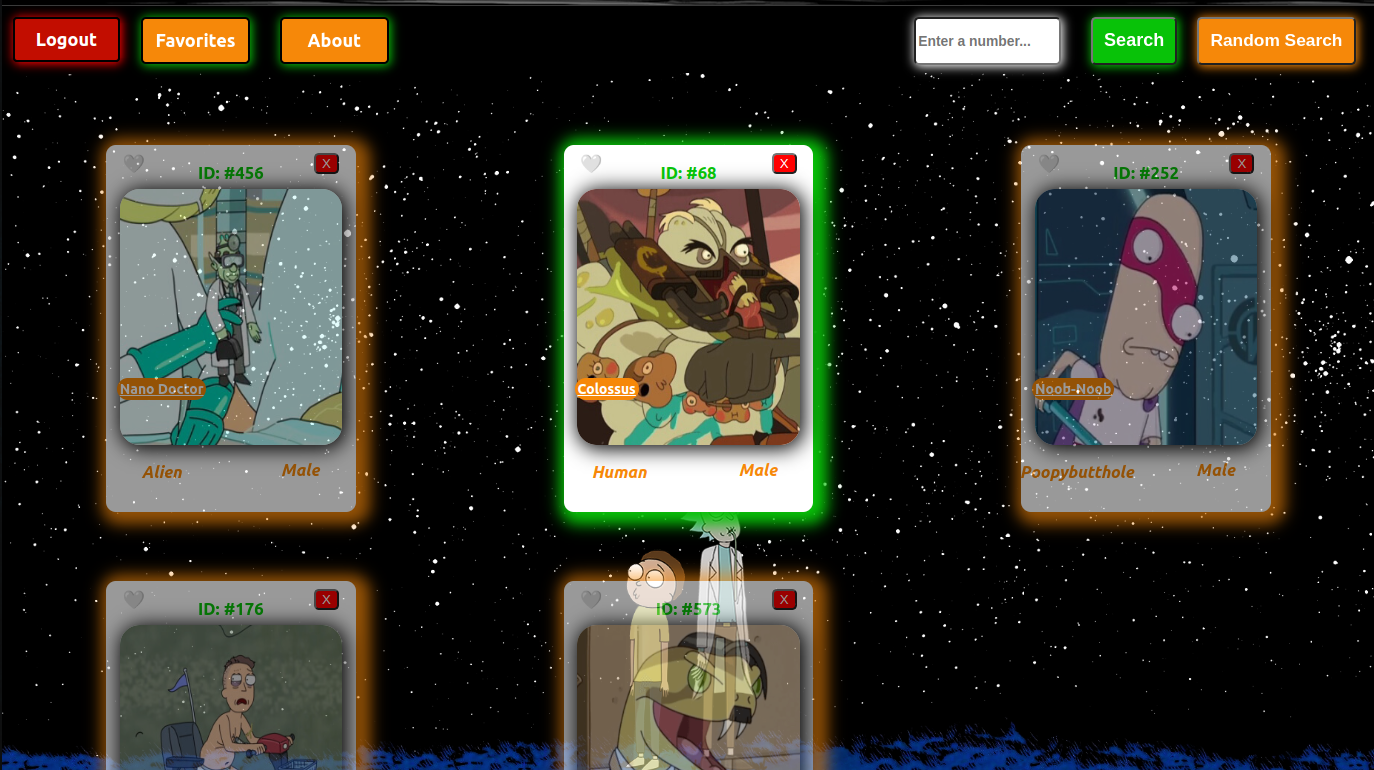 Logout
Favorites
About
Enter a number...
Search
Random Search
ID: #456
X
Nano Doctor
Alien
Male
ID: #68
X
Colossus
Human
Male
ID: #252
X
Noob-Noob
Poopybutthole
Male
ID: #176
X
ID: #573
X